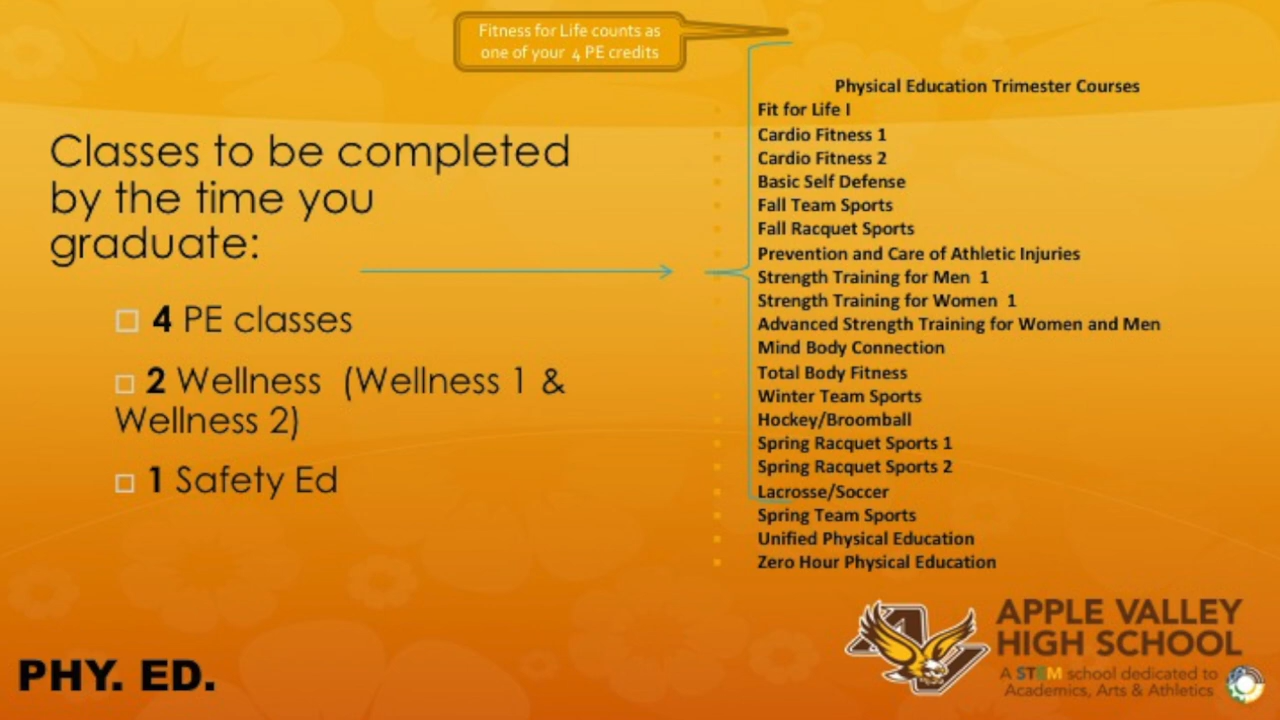 Fitness for Life counts as
one of your 4 PE credits
Classes to be completed
by the time you
graduate:
4 PE classes
2 Wellness (Wellness 1 &
Wellness 2)
1 Safety Ed
Physical Education Trimester Courses
Fit for Life I
Cardio Fitness 1
Cardio Fitness 2
Basic Self Defense
Fall Team Sports
Fall Racquet Sports
Prevention and Care of Athletic Injuries
Strength Training for Men 1
Strength Training for Women 1
Advanced Strength Training for Women and Men
Mind Body Connection
Total Body Fitness
Winter Team Sports
Hockey/Broomball
Spring Racquet Sports 1
Spring Racquet Sports 2
Lacrosse/Soccer
Spring Team Sports
Unified Physical Education
Zero Hour Physical Education
PHY. ED.
APPLE VALLEY
HIGH SCHOOL
A STEM school dedicated to
Academics, Arts & Athletics